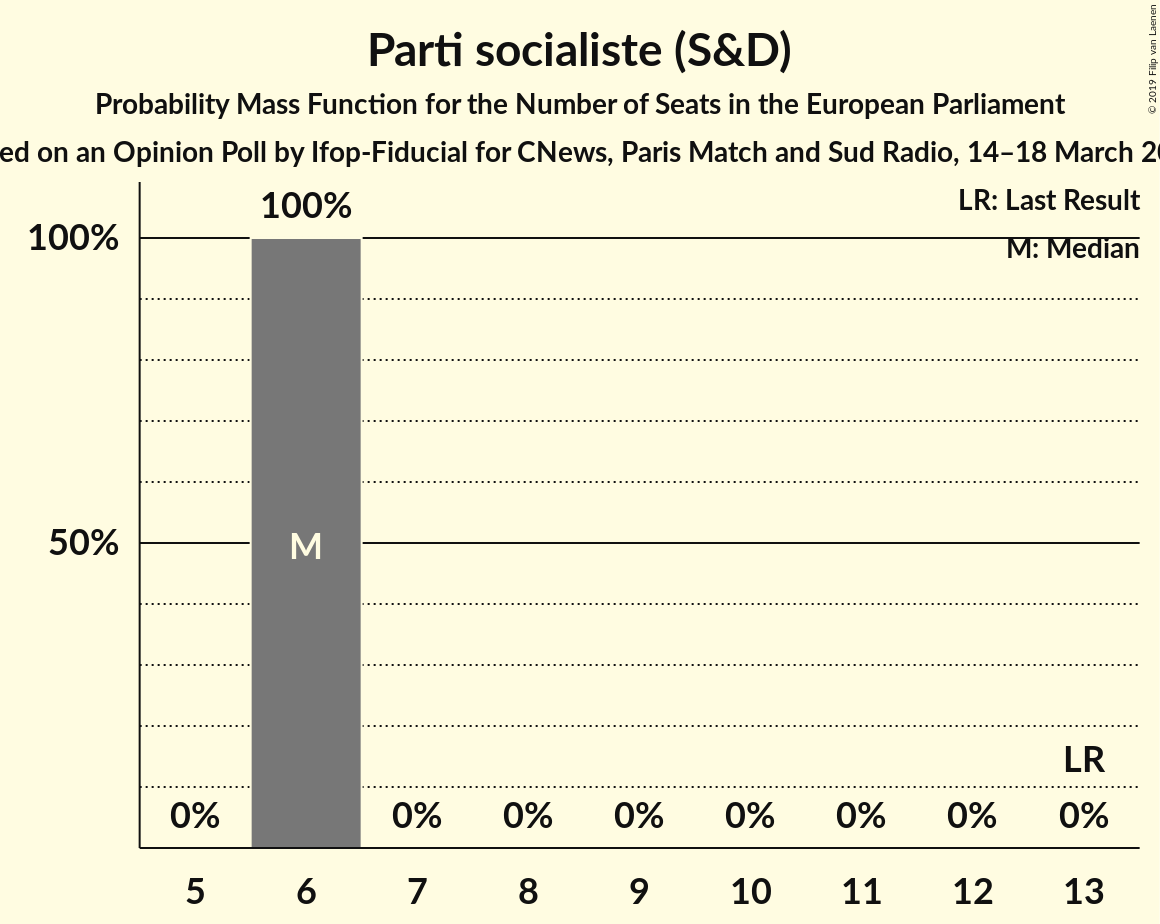 Parti socialiste (S&D)
Probability Mass Function for the Number of Seats in the European Parliament
on an Opinion Poll by Ifop-Fiducial for CNews, Paris Match and Sud Radio, 14–18 March
© 2019 Filip van Laenen
LR: Last Result
M: Median
100%
100%
50%
M
LR
0% 0% 0% 0% 0% 0% 0% 0%
5 6 7 8 9 10 11 12 13